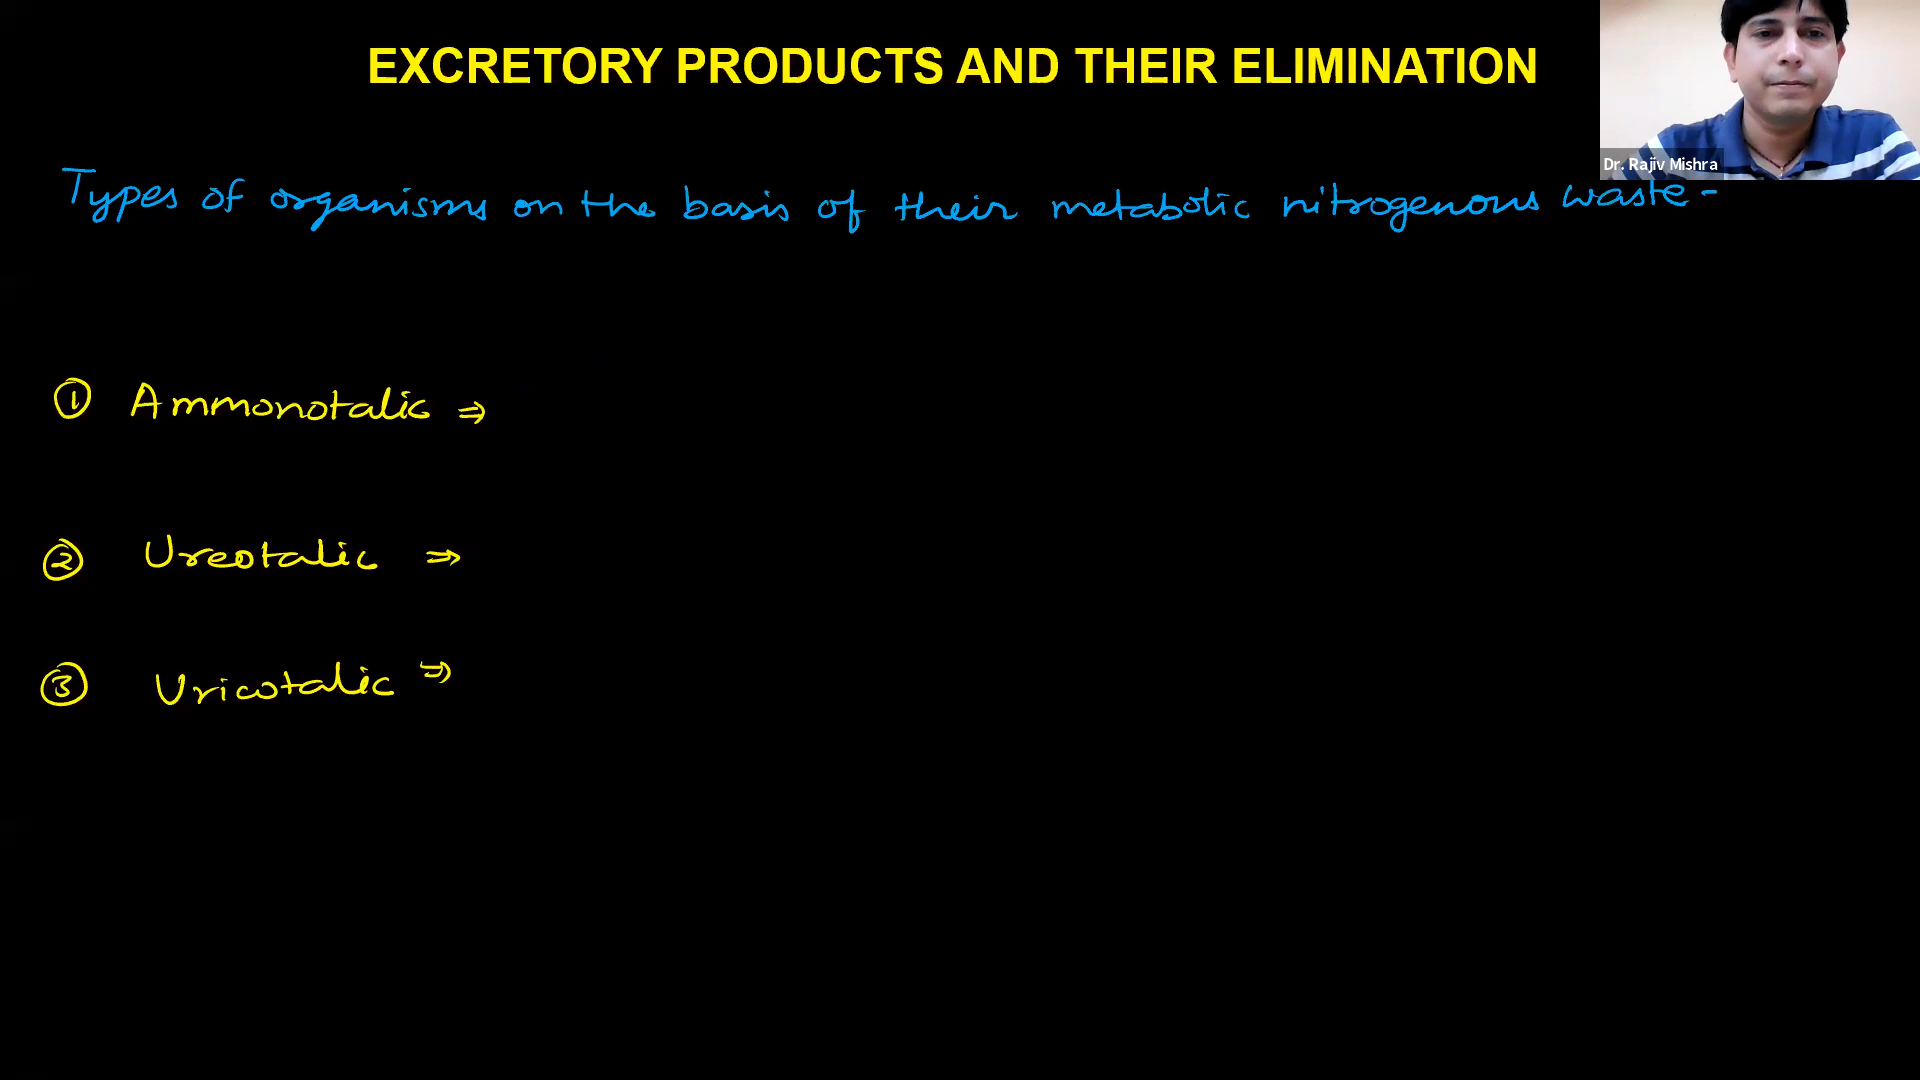 EXCRETORY PRODUCTS AND THEIR ELIMINATION
Dr. Rajiv Mishra
Types of organisms on the basis of their metabolic nitrogenous waste -
① Ammonotalic ⇒
② Ureotalic ⇒
③ Uricotalic ⇒